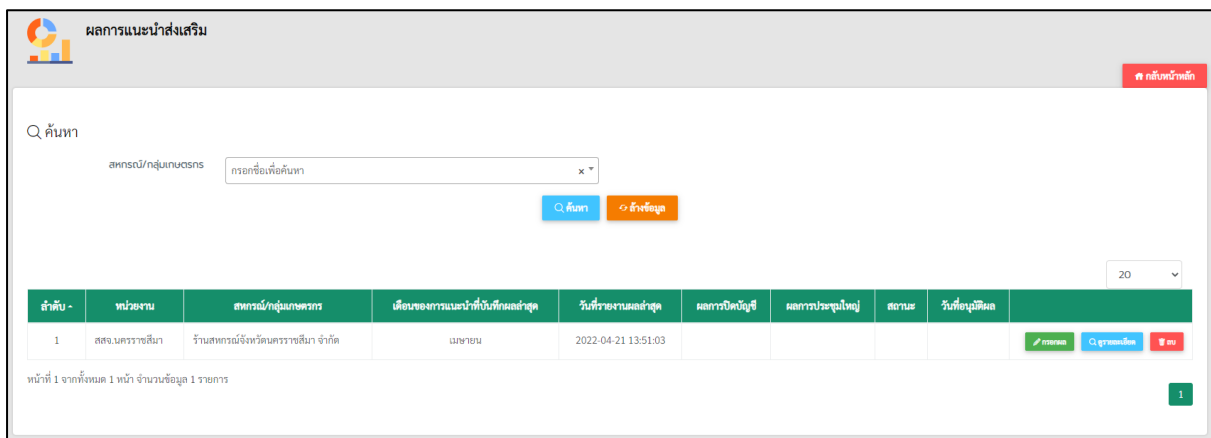 ผลการแนะนำส่งเสริม
กลับหน้าหลัก
ค้นหา
สหกรณ์/กลุ่มเกษตรกร กรอกชื่อเพื่อค้นหา ×
ค้นหา ล้างข้อมูล
20
ลำดับ หน่วยงาน สหกรณ์/กลุ่มเกษตรกร เดือนของการแนะนำที่บันทึกผลล่าสุด วันที่รายงานผลล่าสุด ผลการปิดบัญชี ผลการประชุมใหญ่ สถานะ วันที่อนุมัติผล
1 สสจ.นครราชสีมา ร้านสหกรณ์จังหวัดนครราชสีมา จำกัด เมษายน 2022-04-21 13:51:03 กรอกผล ดูรายละเอียด ลบ
หน้าที่ 1 จากทั้งหมด 1 หน้า จำนวนข้อมูล 1 รายการ
1